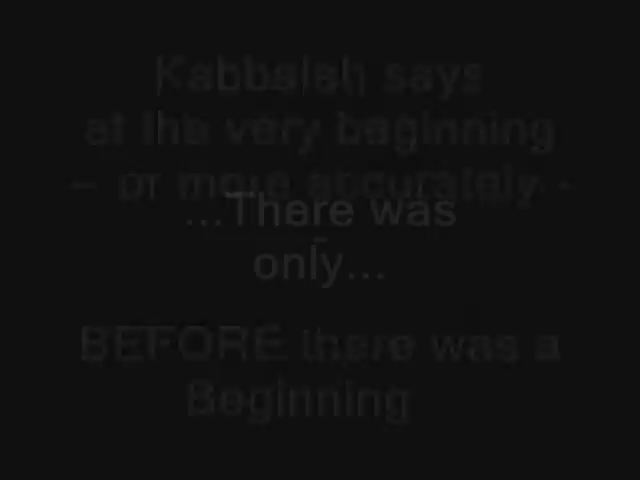 Kabbalah says
at the very beginning
– or more accurately -
...There was
only...
BEFORE there was a
Beginning